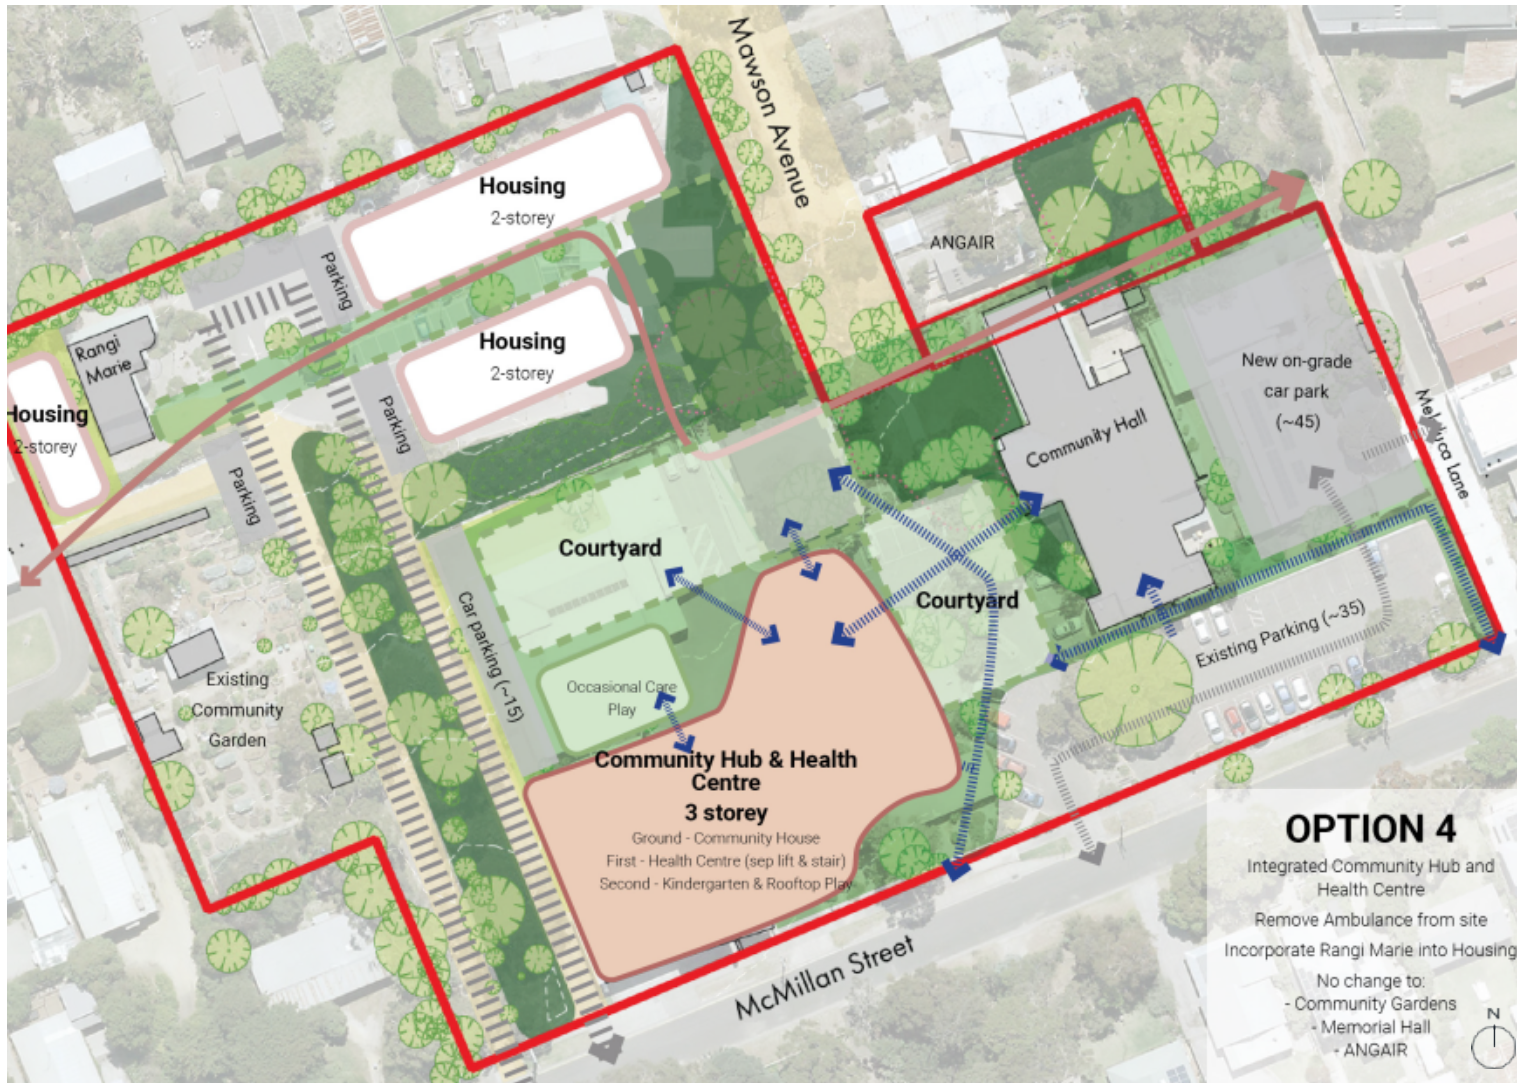 Mawson Avenue
Housing
2-storey
Parking
ANGAIR
Rangi
Marie
Housing
2-storey
New on-grade
car park
(~45)
Housing
2-storey
Parking
Community Hall
Parking
Courtyard
Courtyard
Car parking (~15)
Existing Parking (~35)
Existing
Community
Garden
Occasional Care
Play
Community Hub & Health
Centre
3 storey
Ground - Community House
First - Health Centre (sep lift & stair)
Second - Kindergarten & Rooftop Play
McMillan Street
Lane
OPTION 4
Integrated Community Hub and
Health Centre
Remove Ambulance from site
Incorporate Rangi Marie into Housing
No change to:
- Community Gardens
- Memorial Hall
- ANGAIR
N